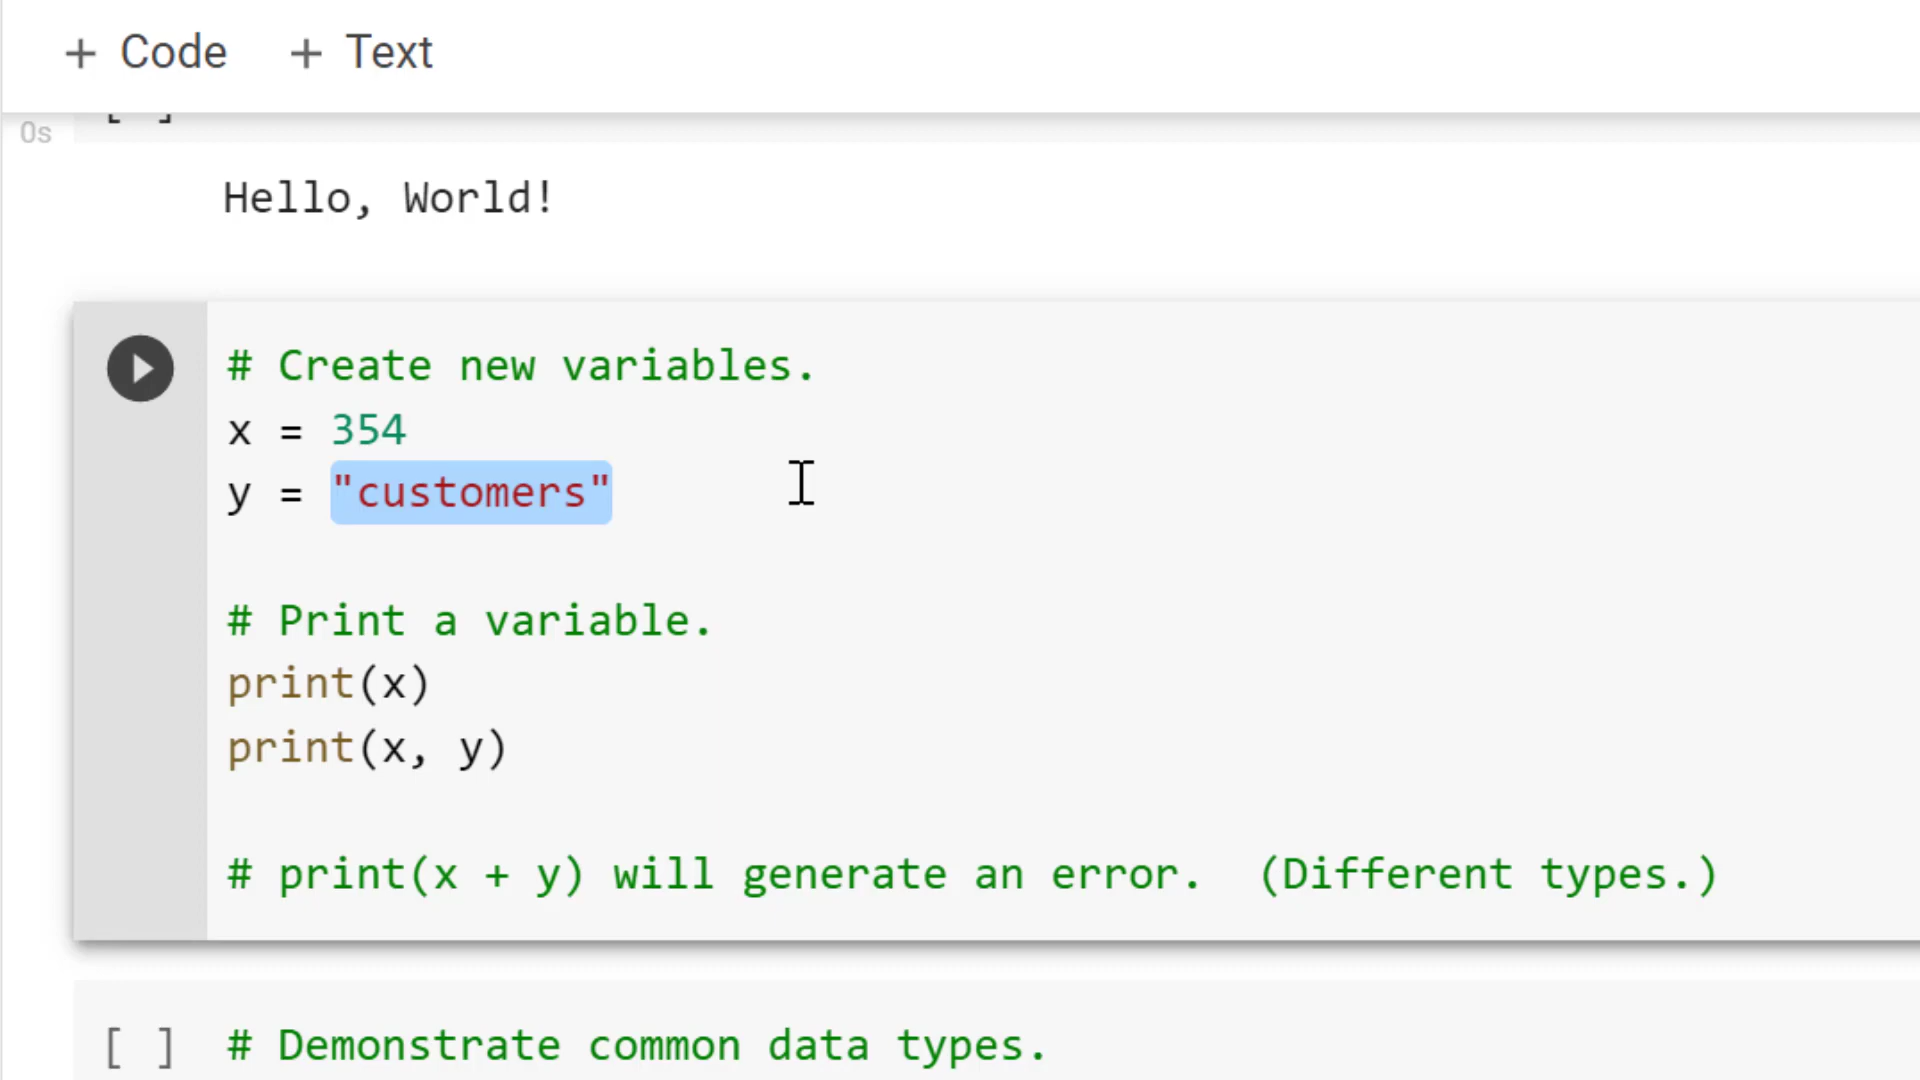 + Code + Text
[ ]
0s
Hello, World!
# Create new variables.
x = 354
y = "customers"
# Print a variable.
print(x)
print(x, y)
# print(x + y) will generate an error.  (Different types.)
[ ] # Demonstrate common data types.